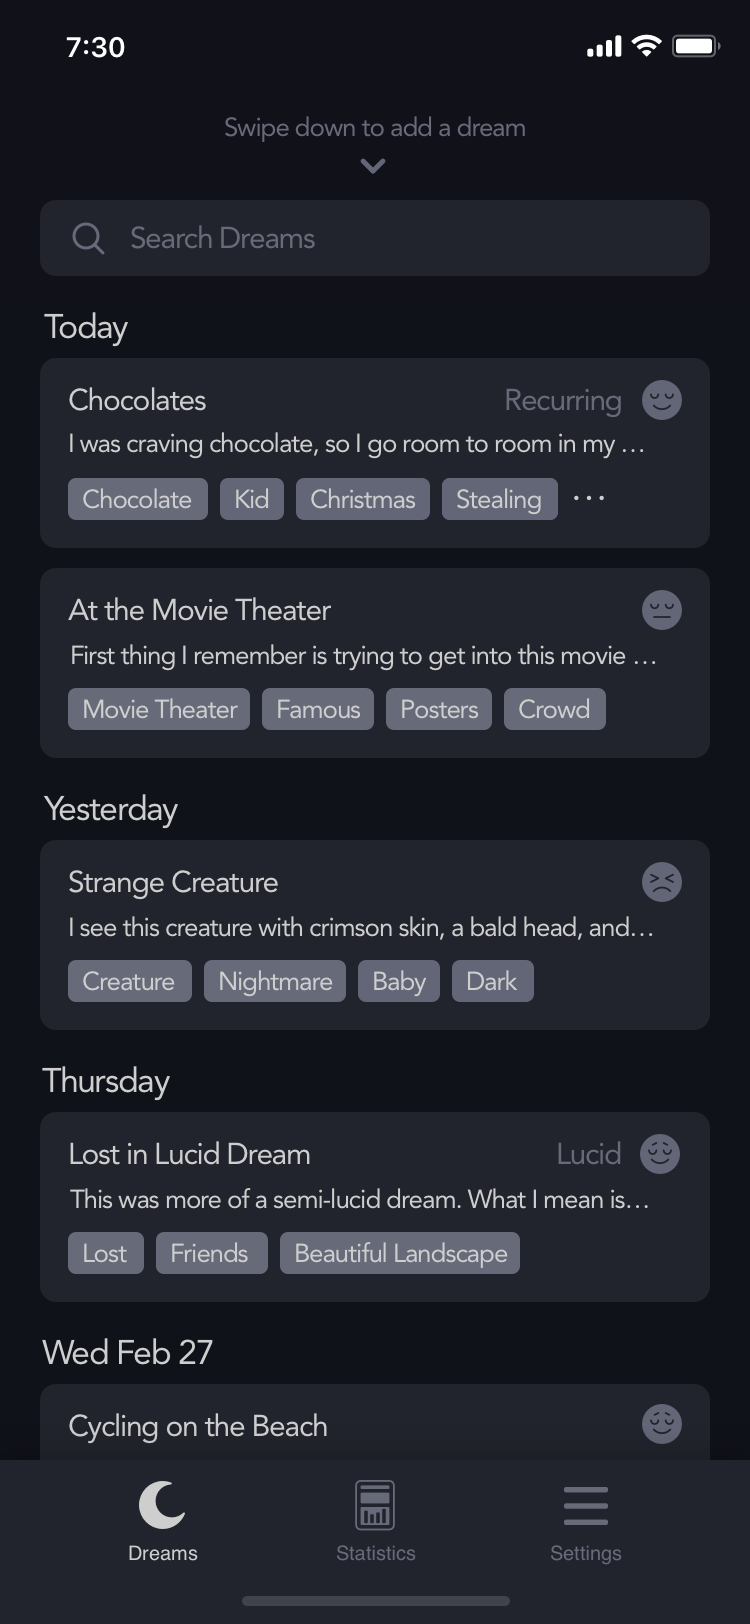 7:30
Swipe down to add a dream
Search Dreams
Today
Chocolates Recurring
I was craving chocolate, so I go room to room in my ...
Chocolate Kid Christmas Stealing ...
At the Movie Theater
First thing I remember is trying to get into this movie ...
Movie Theater Famous Posters Crowd
Yesterday
Strange Creature
I see this creature with crimson skin, a bald head, and...
Creature Nightmare Baby Dark
Thursday
Lost in Lucid Dream Lucid
This was more of a semi-lucid dream. What I mean is...
Lost Friends Beautiful Landscape
Wed Feb 27
Cycling on the Beach
Dreams Statistics Settings